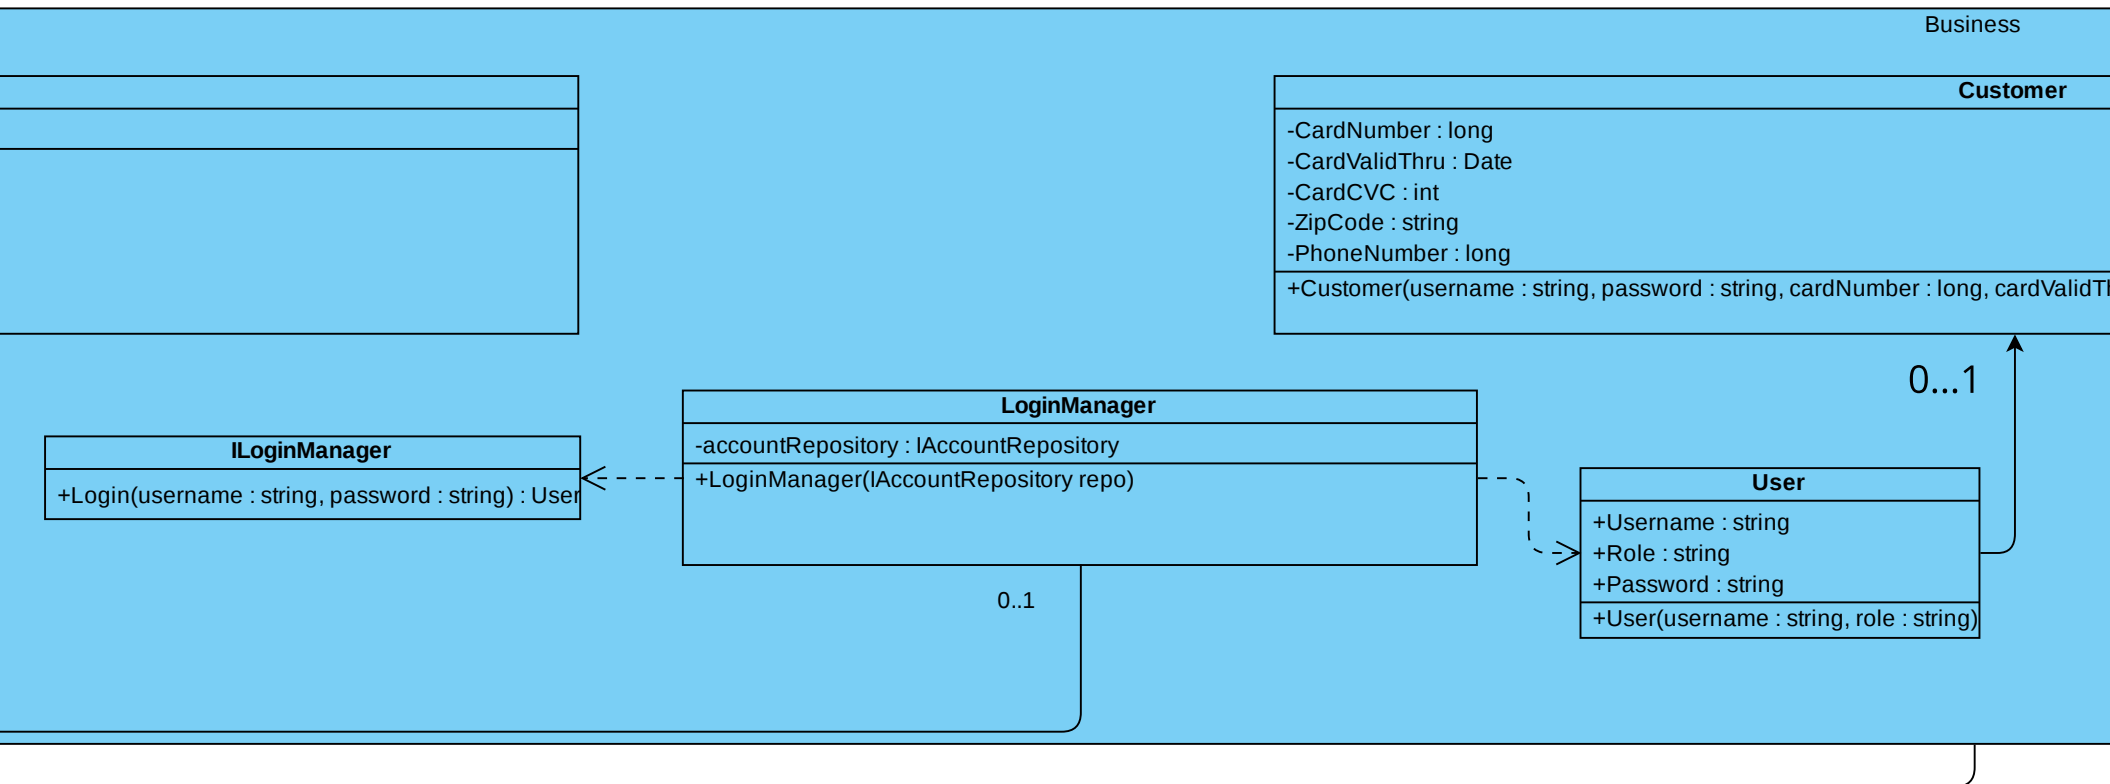 Business
Customer
-CardNumber : long
-CardValidThru : Date
-CardCVC : int
-ZipCode : string
-PhoneNumber : long
+Customer(username : string, password : string, cardNumber : long, cardValidTh
0...1
LoginManager
-accountRepository : IAccountRepository
+LoginManager(IAccountRepository repo)
ILoginManager
+Login(username : string, password : string) : User
User
+Username : string
+Role : string
+Password : string
+User(username : string, role : string)
0..1